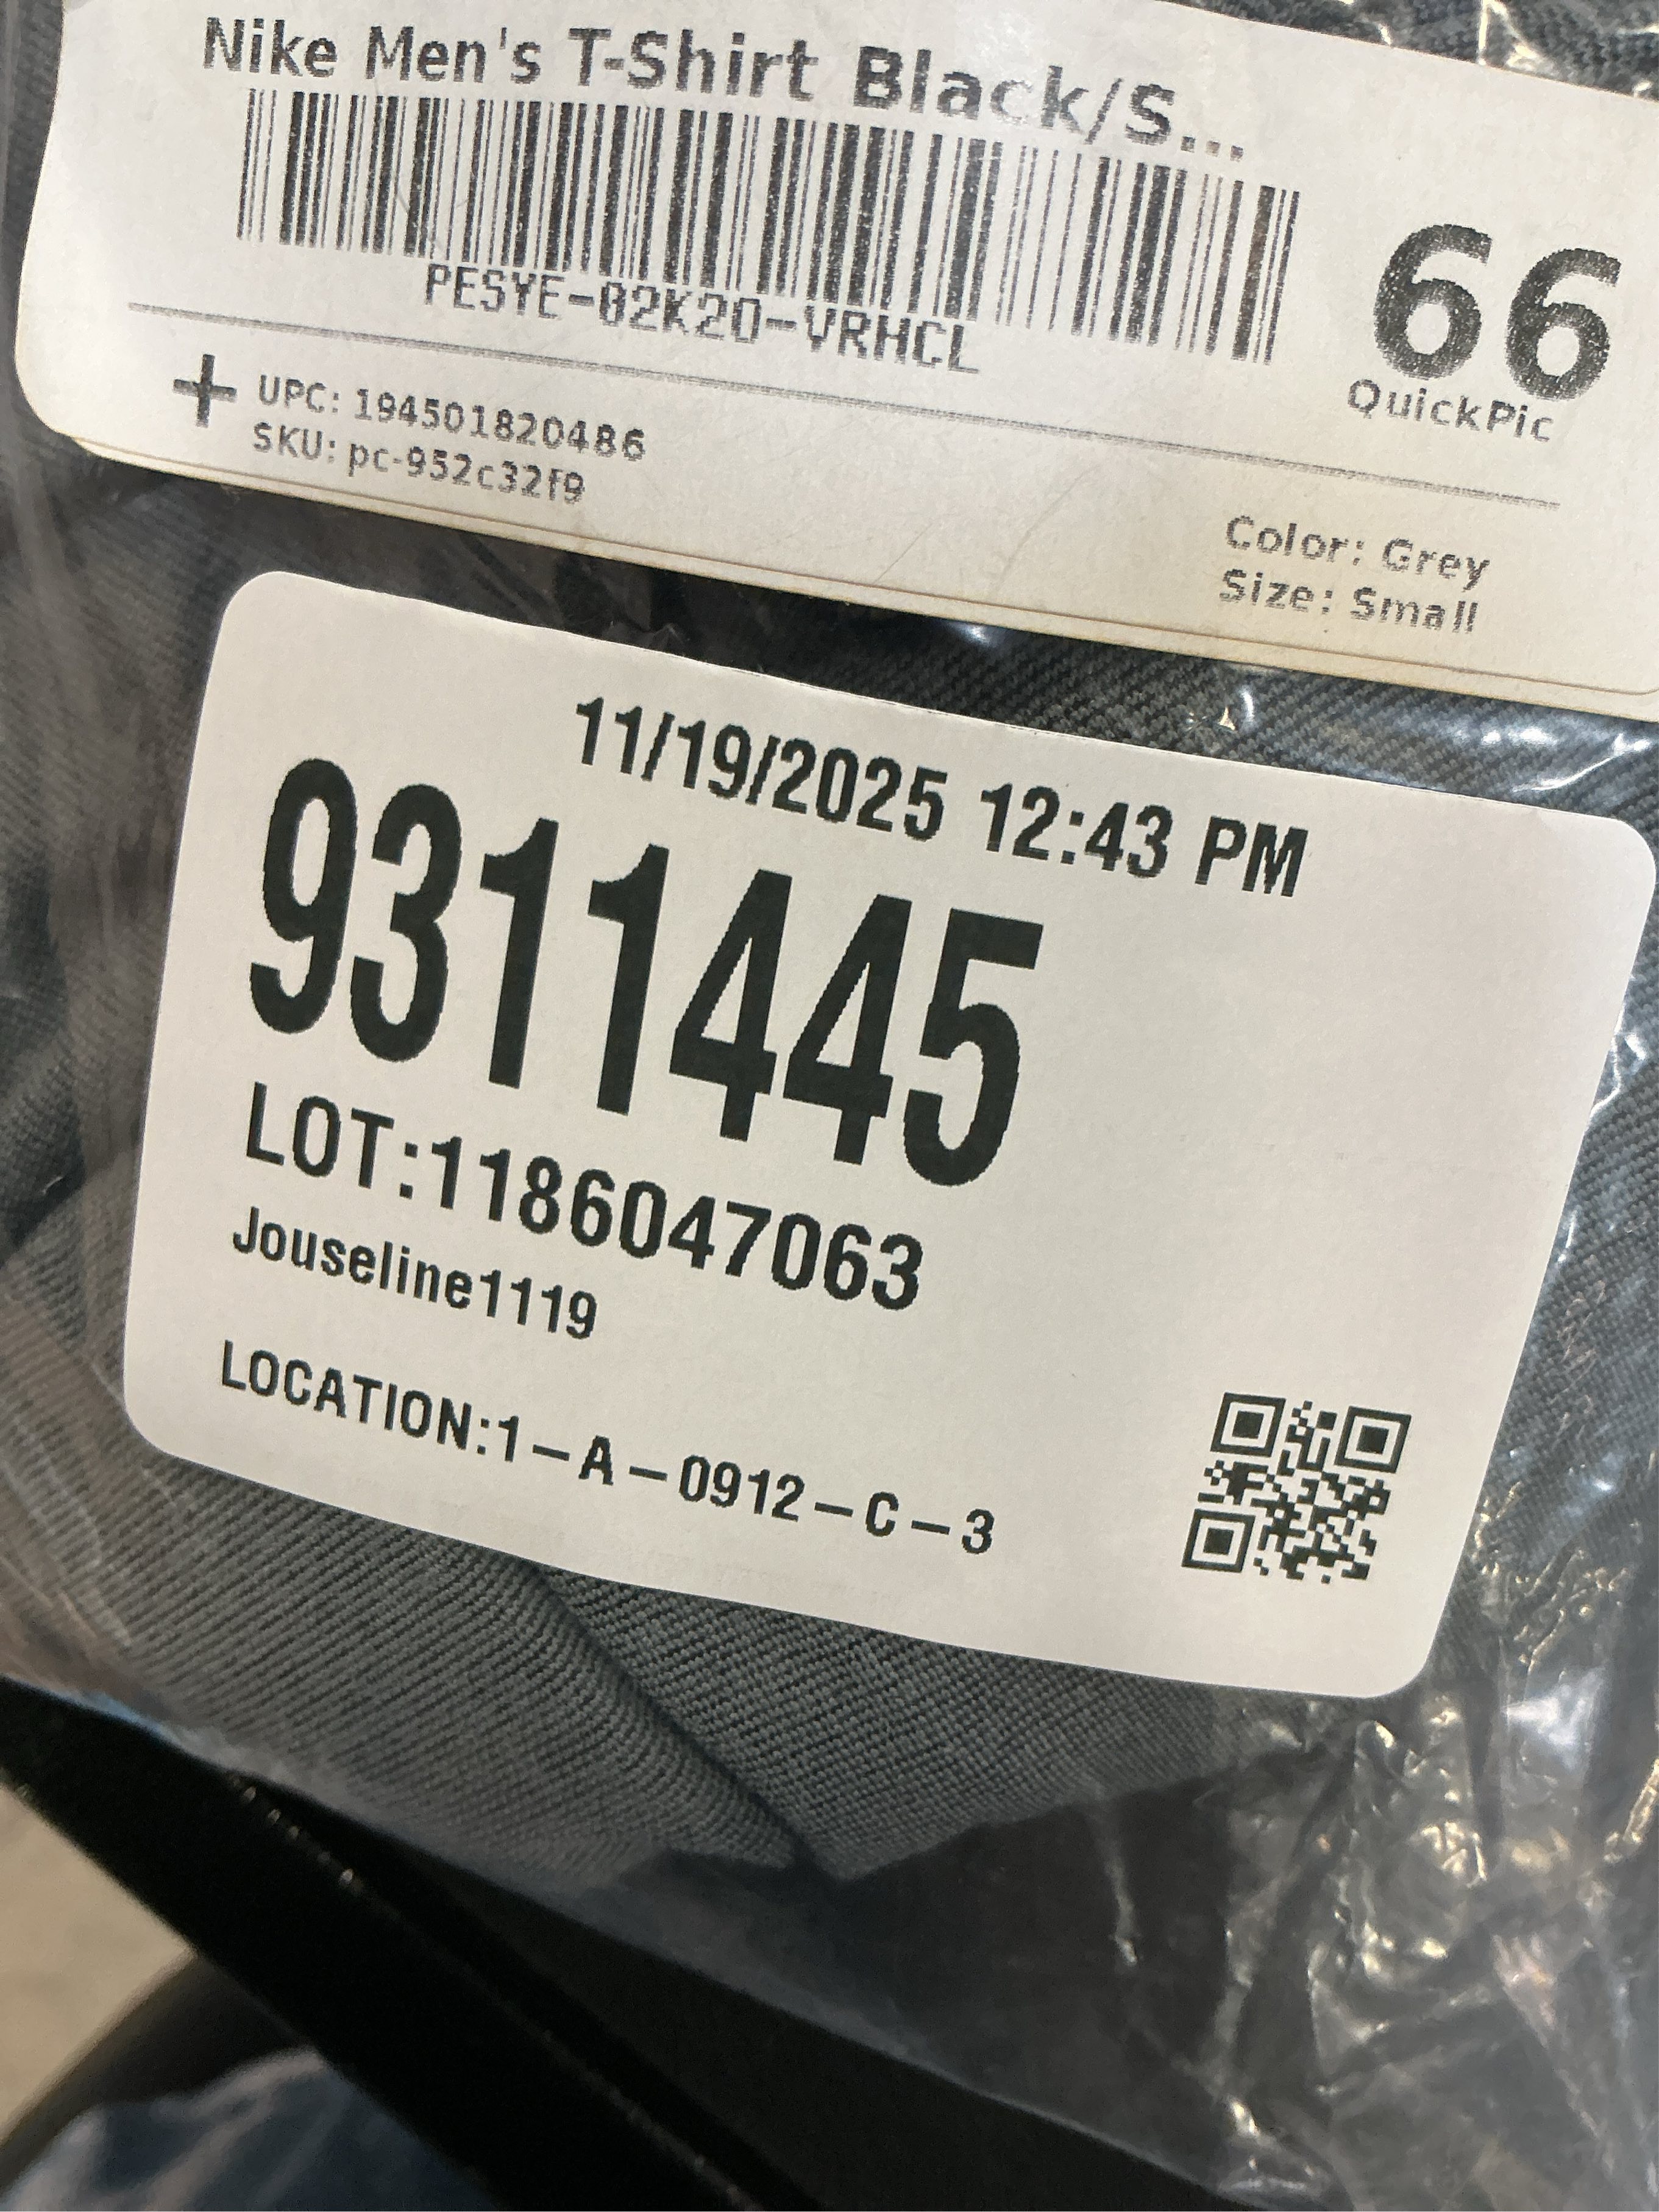 Nike Men's T-Shirt Black/S...
PESYE-02K20-VRHCL
66
QuickPic
+
UPC: 194501820486
SKU: pc-952c32f9
Color: Grey
Size: Small
11/19/2025 12:43 PM
9311445
LOT:1186047063
Jouseline1119
LOCATION:1–A–0912–C–3